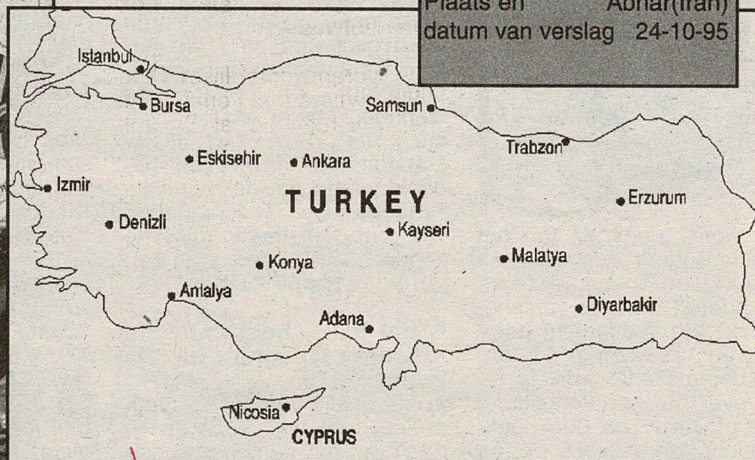 Plaats en Abhar(Iran)
datum van verslag 24-10-95
Istanbul
Bursa
Samsun
Trabzon
Eskisehir
Ankara
Izmir
TURKEY
Erzurum
Denizli
Kayseri
Konya
Malatya
Antalya
Diyarbakir
Adana
Nicosia
CYPRUS